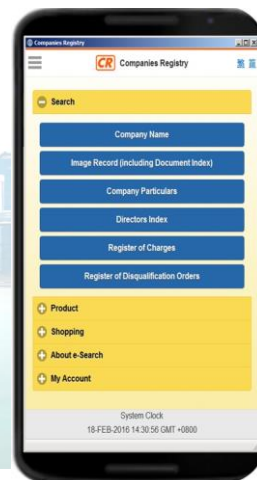 Companies Registry
CR Companies Registry
繁 簡
Search
Company Name
Image Record (including Document Index)
Company Particulars
Directors Index
Register of Charges
Register of Disqualification Orders
Product
Shopping
About e-Search
My Account
System Clock
18-FEB-2016 14:30:56 GMT +0800